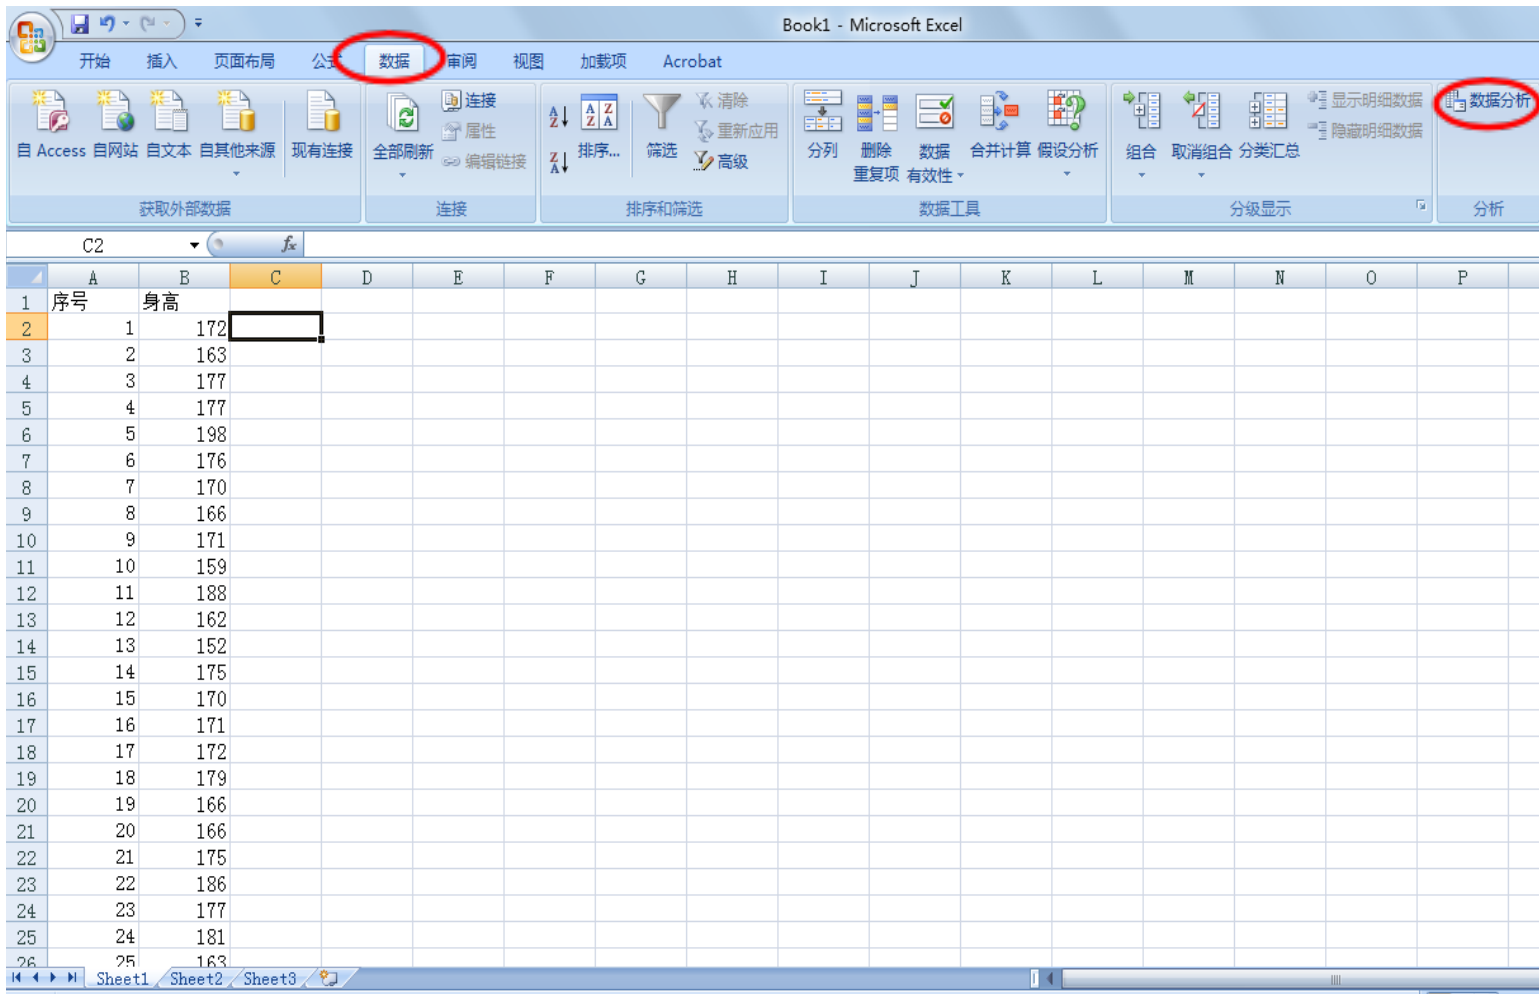 Book1 - Microsoft Excel
开始 插入 页面布局 公式 数据 审阅 视图 加载项 Acrobat
自 Access 自网站 自文本 自其他来源 现有连接
获取外部数据
全部刷新 连接 属性 编辑链接
连接
排序... 筛选 清除 重新应用 高级
排序和筛选
分列 删除 重复项 数据 有效性 合并计算 假设分析
数据工具
组合 取消组合 分类汇总 显示明细数据 隐藏明细数据
分级显示
数据分析
分析
C2 fx
A B C D E F G H I J K L M N O P
1 序号 身高
2 1 172
3 2 163
4 3 177
5 4 177
6 5 198
7 6 176
8 7 170
9 8 166
10 9 171
11 10 159
12 11 188
13 12 162
14 13 152
15 14 175
16 15 170
17 16 171
18 17 172
19 18 179
20 19 166
21 20 166
22 21 175
23 22 186
24 23 177
25 24 181
26 25 163
Sheet1 Sheet2 Sheet3